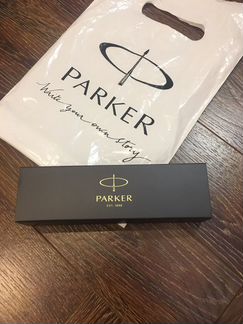 PARKER
Write your own story
PARKER
EST. 1888